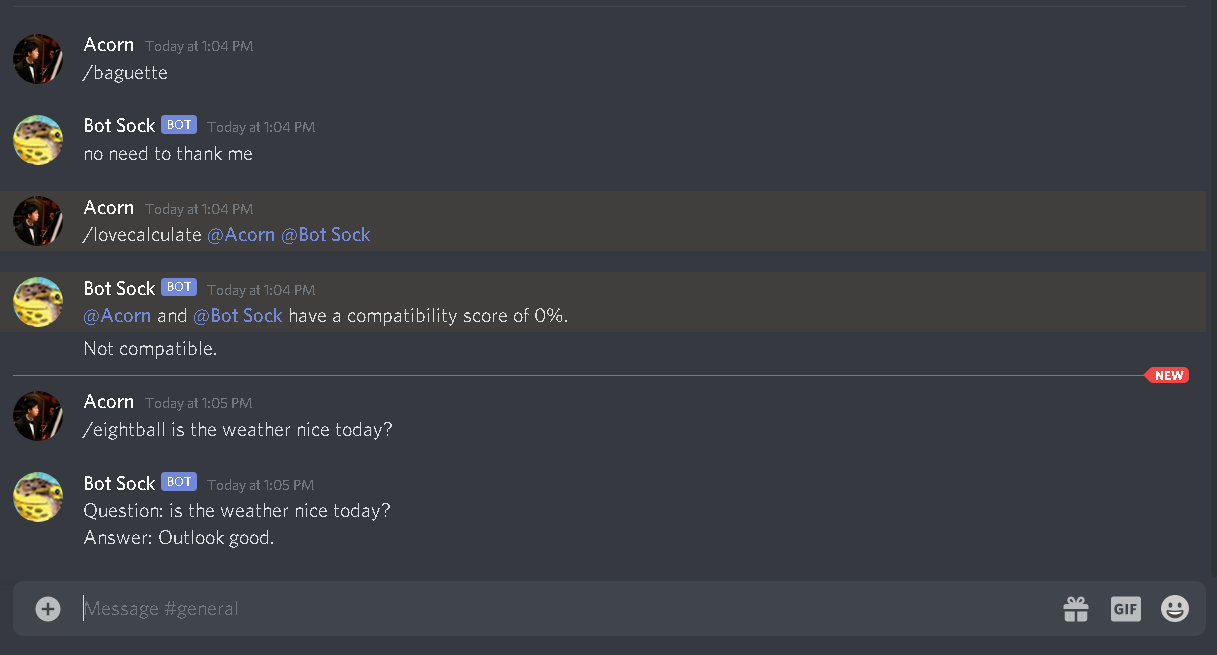 Acorn Today at 1:04 PM
/baguette
Bot Sock BOT Today at 1:04 PM
no need to thank me
Acorn Today at 1:04 PM
/lovecalculate @Acorn @Bot Sock
Bot Sock BOT Today at 1:04 PM
@Acorn and @Bot Sock have a compatibility score of 0%.
Not compatible.
NEW
Acorn Today at 1:05 PM
/eightball is the weather nice today?
Bot Sock BOT Today at 1:05 PM
Question: is the weather nice today?
Answer: Outlook good.
Message #general GIF